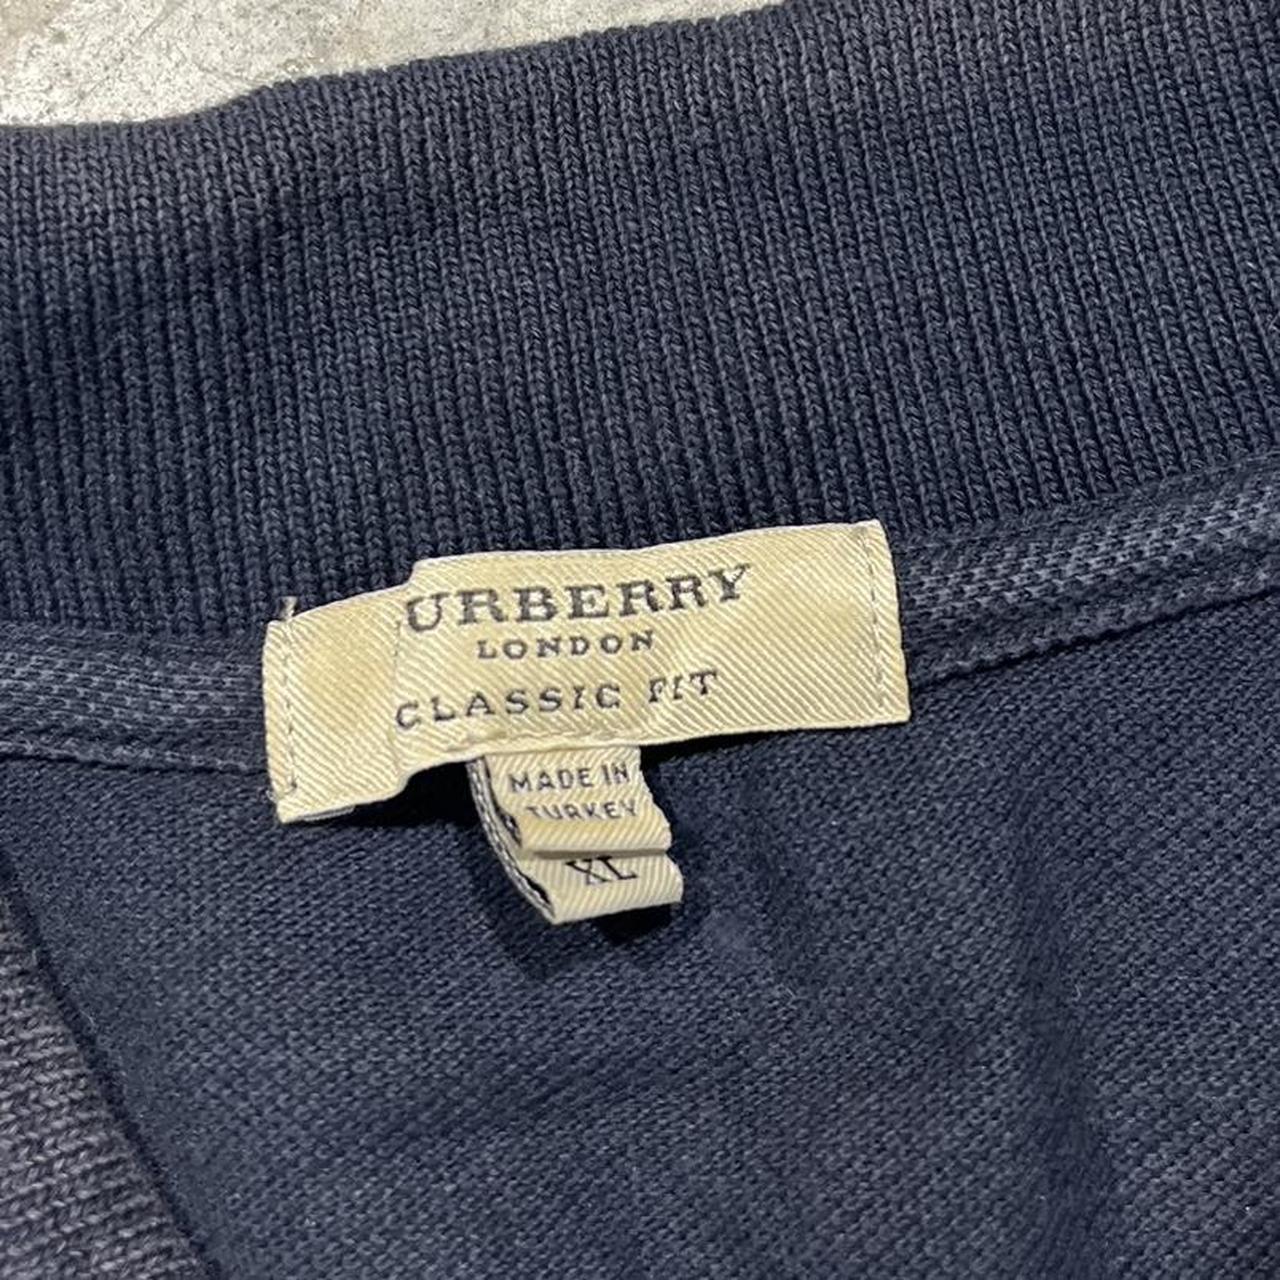 URBERRY
LONDON
CLASSIC FIT
MADE IN
TURKEY
XL